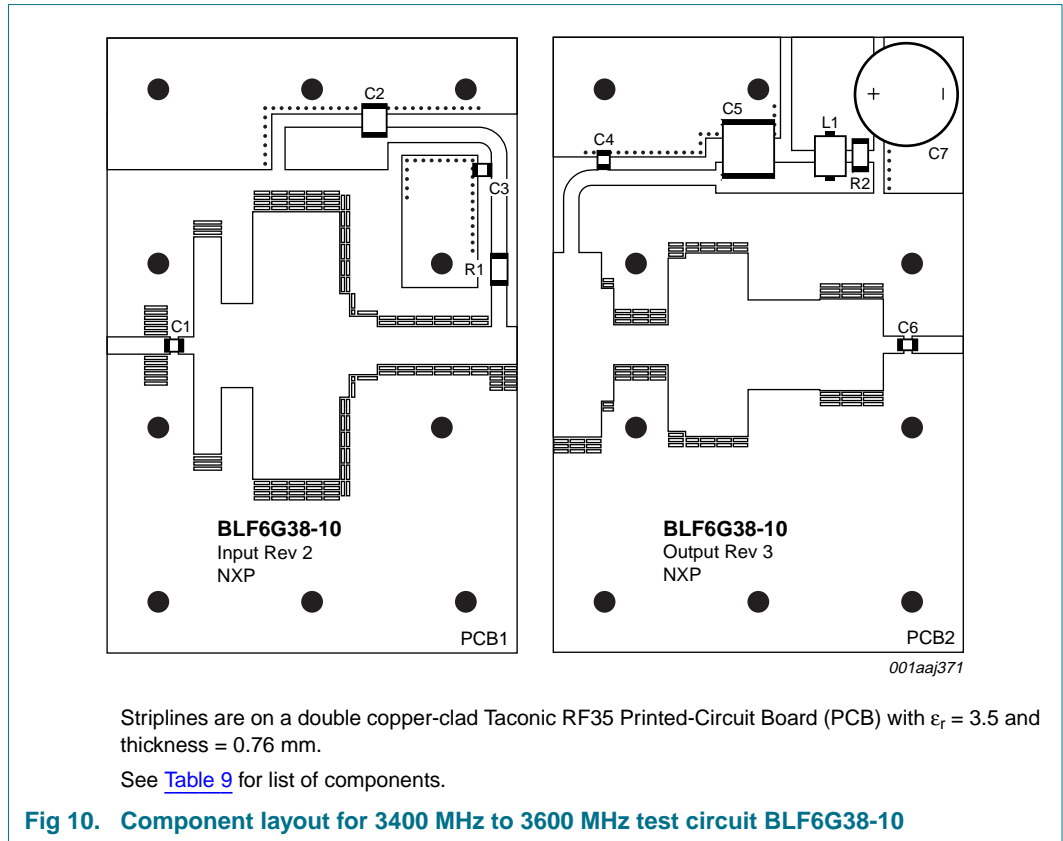 C2
C3
R1
C1
BLF6G38-10
Input Rev 2
NXP
PCB1
C5
L1
+
−
C4
C7
R2
C6
BLF6G38-10
Output Rev 3
NXP
PCB2
001aaj371
Striplines are on a double copper-clad Taconic RF35 Printed-Circuit Board (PCB) with εr = 3.5 and
thickness = 0.76 mm.
See Table 9 for list of components.
Fig 10. Component layout for 3400 MHz to 3600 MHz test circuit BLF6G38-10